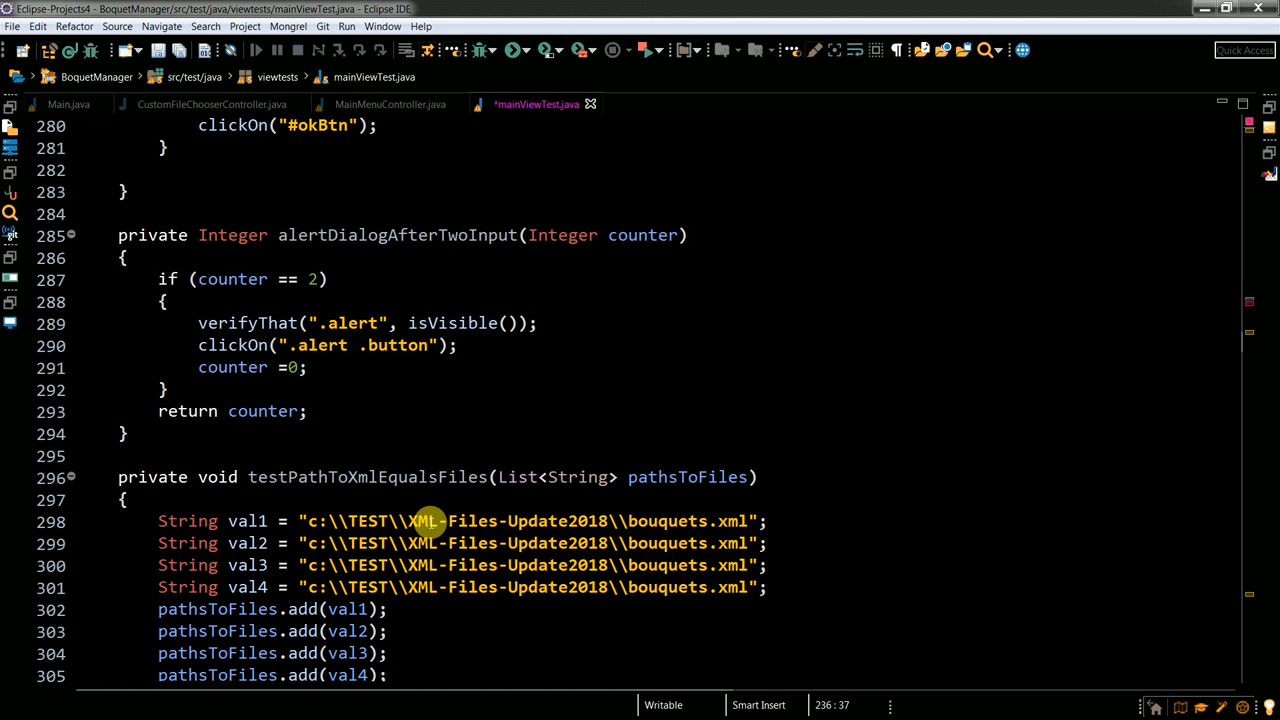 Eclipse-Projects4 - BoquetManager/src/test/java/viewtests/mainViewTest.java - Eclipse IDE
File Edit Refactor Source Search Project Navigate Mongrel Git Run Window Help
Quick Access
BoquetManager src/test/java viewtests mainViewTest.java
Main.java CustomFileChooserController.java MainMenuController.java *mainViewTest.java
280 clickOn("#okBtn");
281 }
282
283 }
284
285 private Integer alertDialogAfterTwoInput(Integer counter)
286 {
287 if (counter == 2)
288 {
289 verifyThat(".alert", isVisible());
290 clickOn(".alert .button");
291 counter =0;
292 }
293 return counter;
294 }
295
296 private void testPathToXmlEqualsFiles(List<String> pathsToFiles)
297 {
298 String val1 = "c:\\TEST\\XML-Files-Update2018\\bouquets.xml";
299 String val2 = "c:\\TEST\\XML-Files-Update2018\\bouquets.xml";
300 String val3 = "c:\\TEST\\XML-Files-Update2018\\bouquets.xml";
301 String val4 = "c:\\TEST\\XML-Files-Update2018\\bouquets.xml";
302 pathsToFiles.add(val1);
303 pathsToFiles.add(val2);
304 pathsToFiles.add(val3);
305 pathsToFiles.add(val4);
Writable Smart Insert 236 : 37